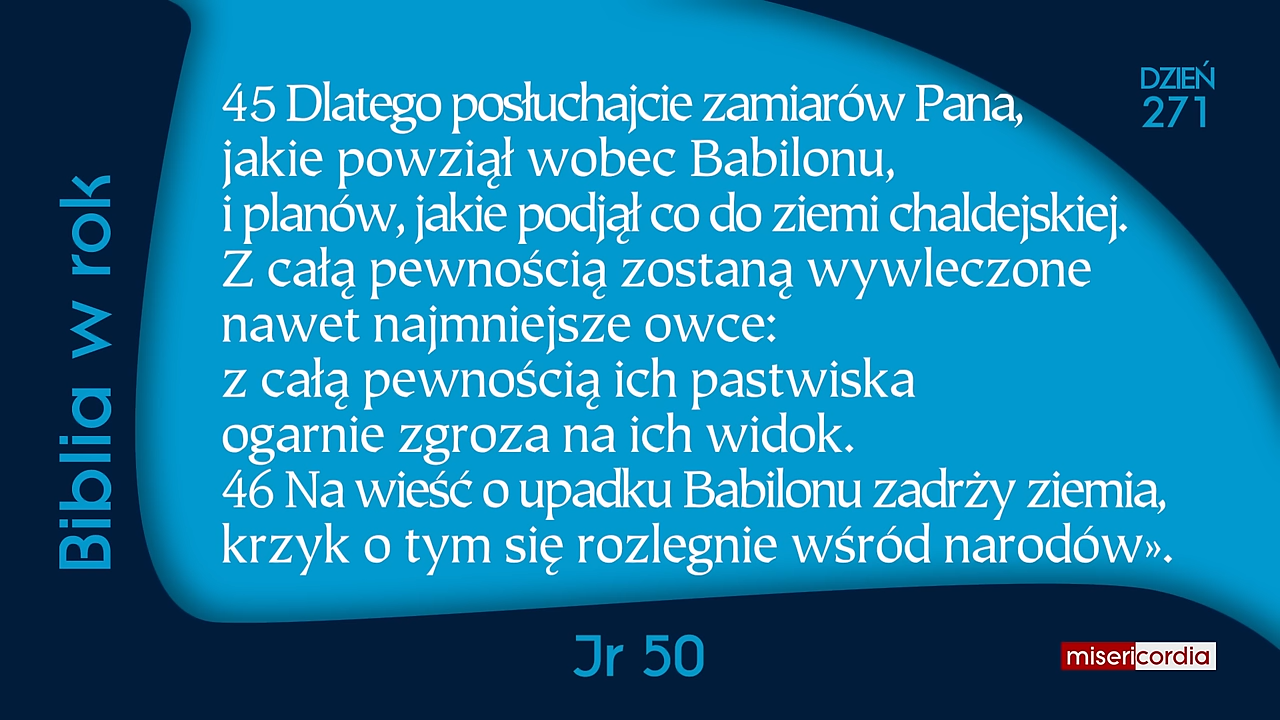 45 Dlatego posłuchajcie zamiarów Pana,
jakie powziął wobec Babilonu,
i planów, jakie podjął co do ziemi chaldejskiej.
Z całą pewnością zostaną wywleczone
nawet najmniejsze owce:
z całą pewnością ich pastwiska
ogarnie zgroza na ich widok.
46 Na wieść o upadku Babilonu zadrży ziemia,
krzyk o tym się rozlegnie wśród narodów».
DZIEŃ
271
Biblia w rok
Jr 50
misericordia